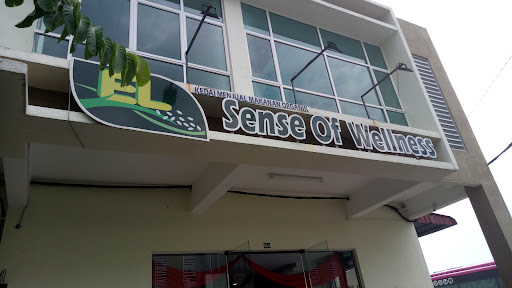 EL
KEDAI MENJUAL MAKANAN ORGANIK
Sense Of Wellness